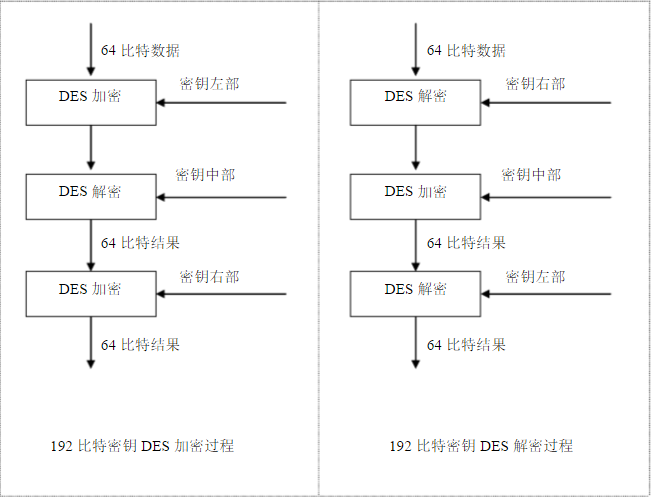 64 比特数据
密钥左部
DES 加密
DES 解密
密钥中部
64 比特结果
密钥右部
DES 加密
64 比特结果
192 比特密钥 DES 加密过程
64 比特数据
密钥右部
DES 解密
密钥中部
DES 加密
64 比特结果
密钥左部
DES 解密
64 比特结果
192 比特密钥 DES 解密过程